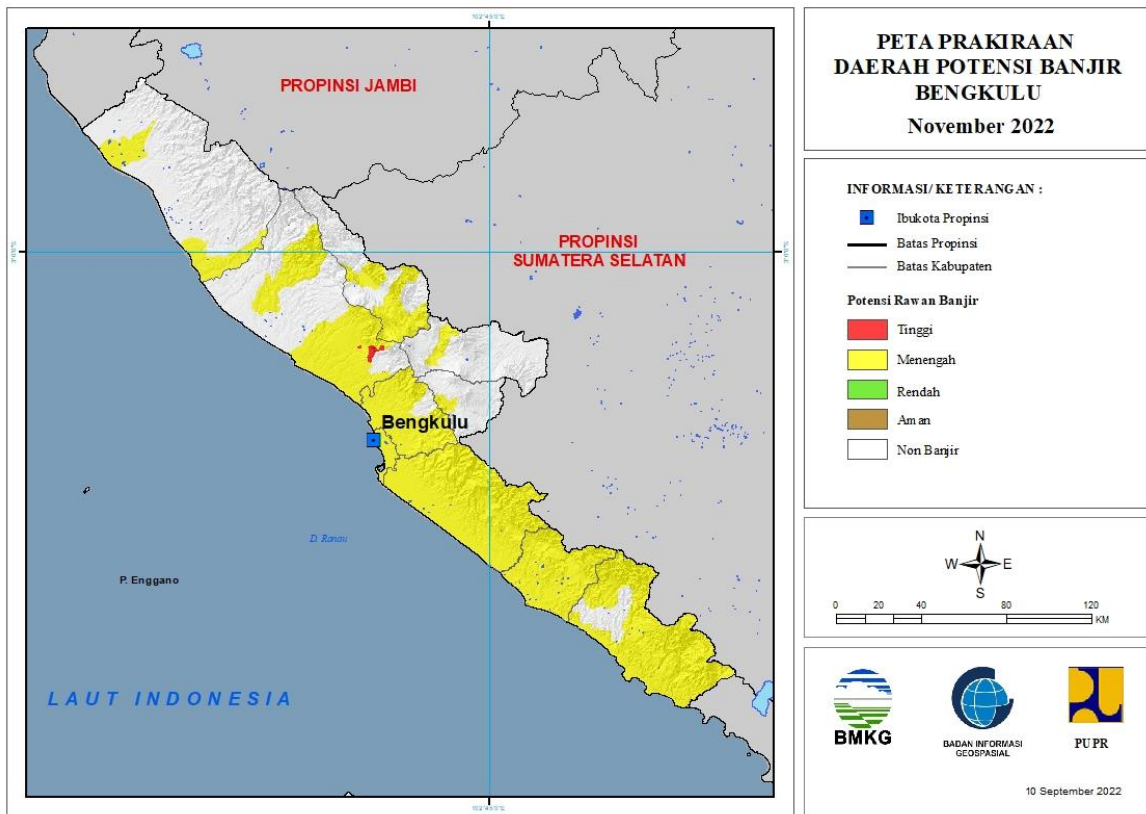 PROPINSI JAMBI
PROPINSI
SUMATERA SELATAN
Bengkulu
D. Ranau
P. Enggano
LAUT INDONESIA
PETA PRAKIRAAN
DAERAH POTENSI BANJIR
BENGKULU
November 2022
INFORMASI/ KETERANGAN :
Ibukota Propinsi
Batas Propinsi
Batas Kabupaten
Potensi Rawan Banjir
Tinggi
Menengah
Rendah
Aman
Non Banjir
N
W E
S
0 20 40 80 120
KM
BMKG
BADAN INFORMASI
GEOSPASIAL
PUPR
10 September 2022